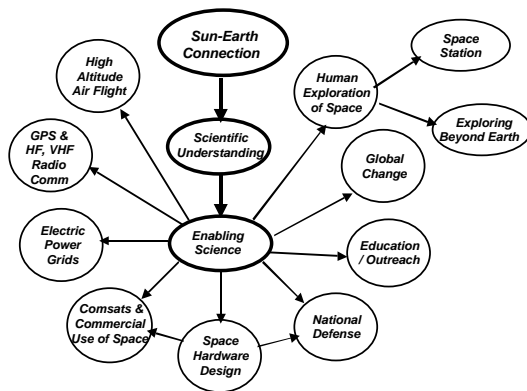 Sun-Earth
Connection
Space
Station
High
Altitude
Air Flight
Human
Exploration
of Space
GPS &
HF, VHF
Radio
Comm
Scientific
Understanding
Exploring
Beyond Earth
Global
Change
Electric
Power
Grids
Enabling
Science
Education
/ Outreach
Comsats &
Commercial
Use of Space
Space
Hardware
Design
National
Defense